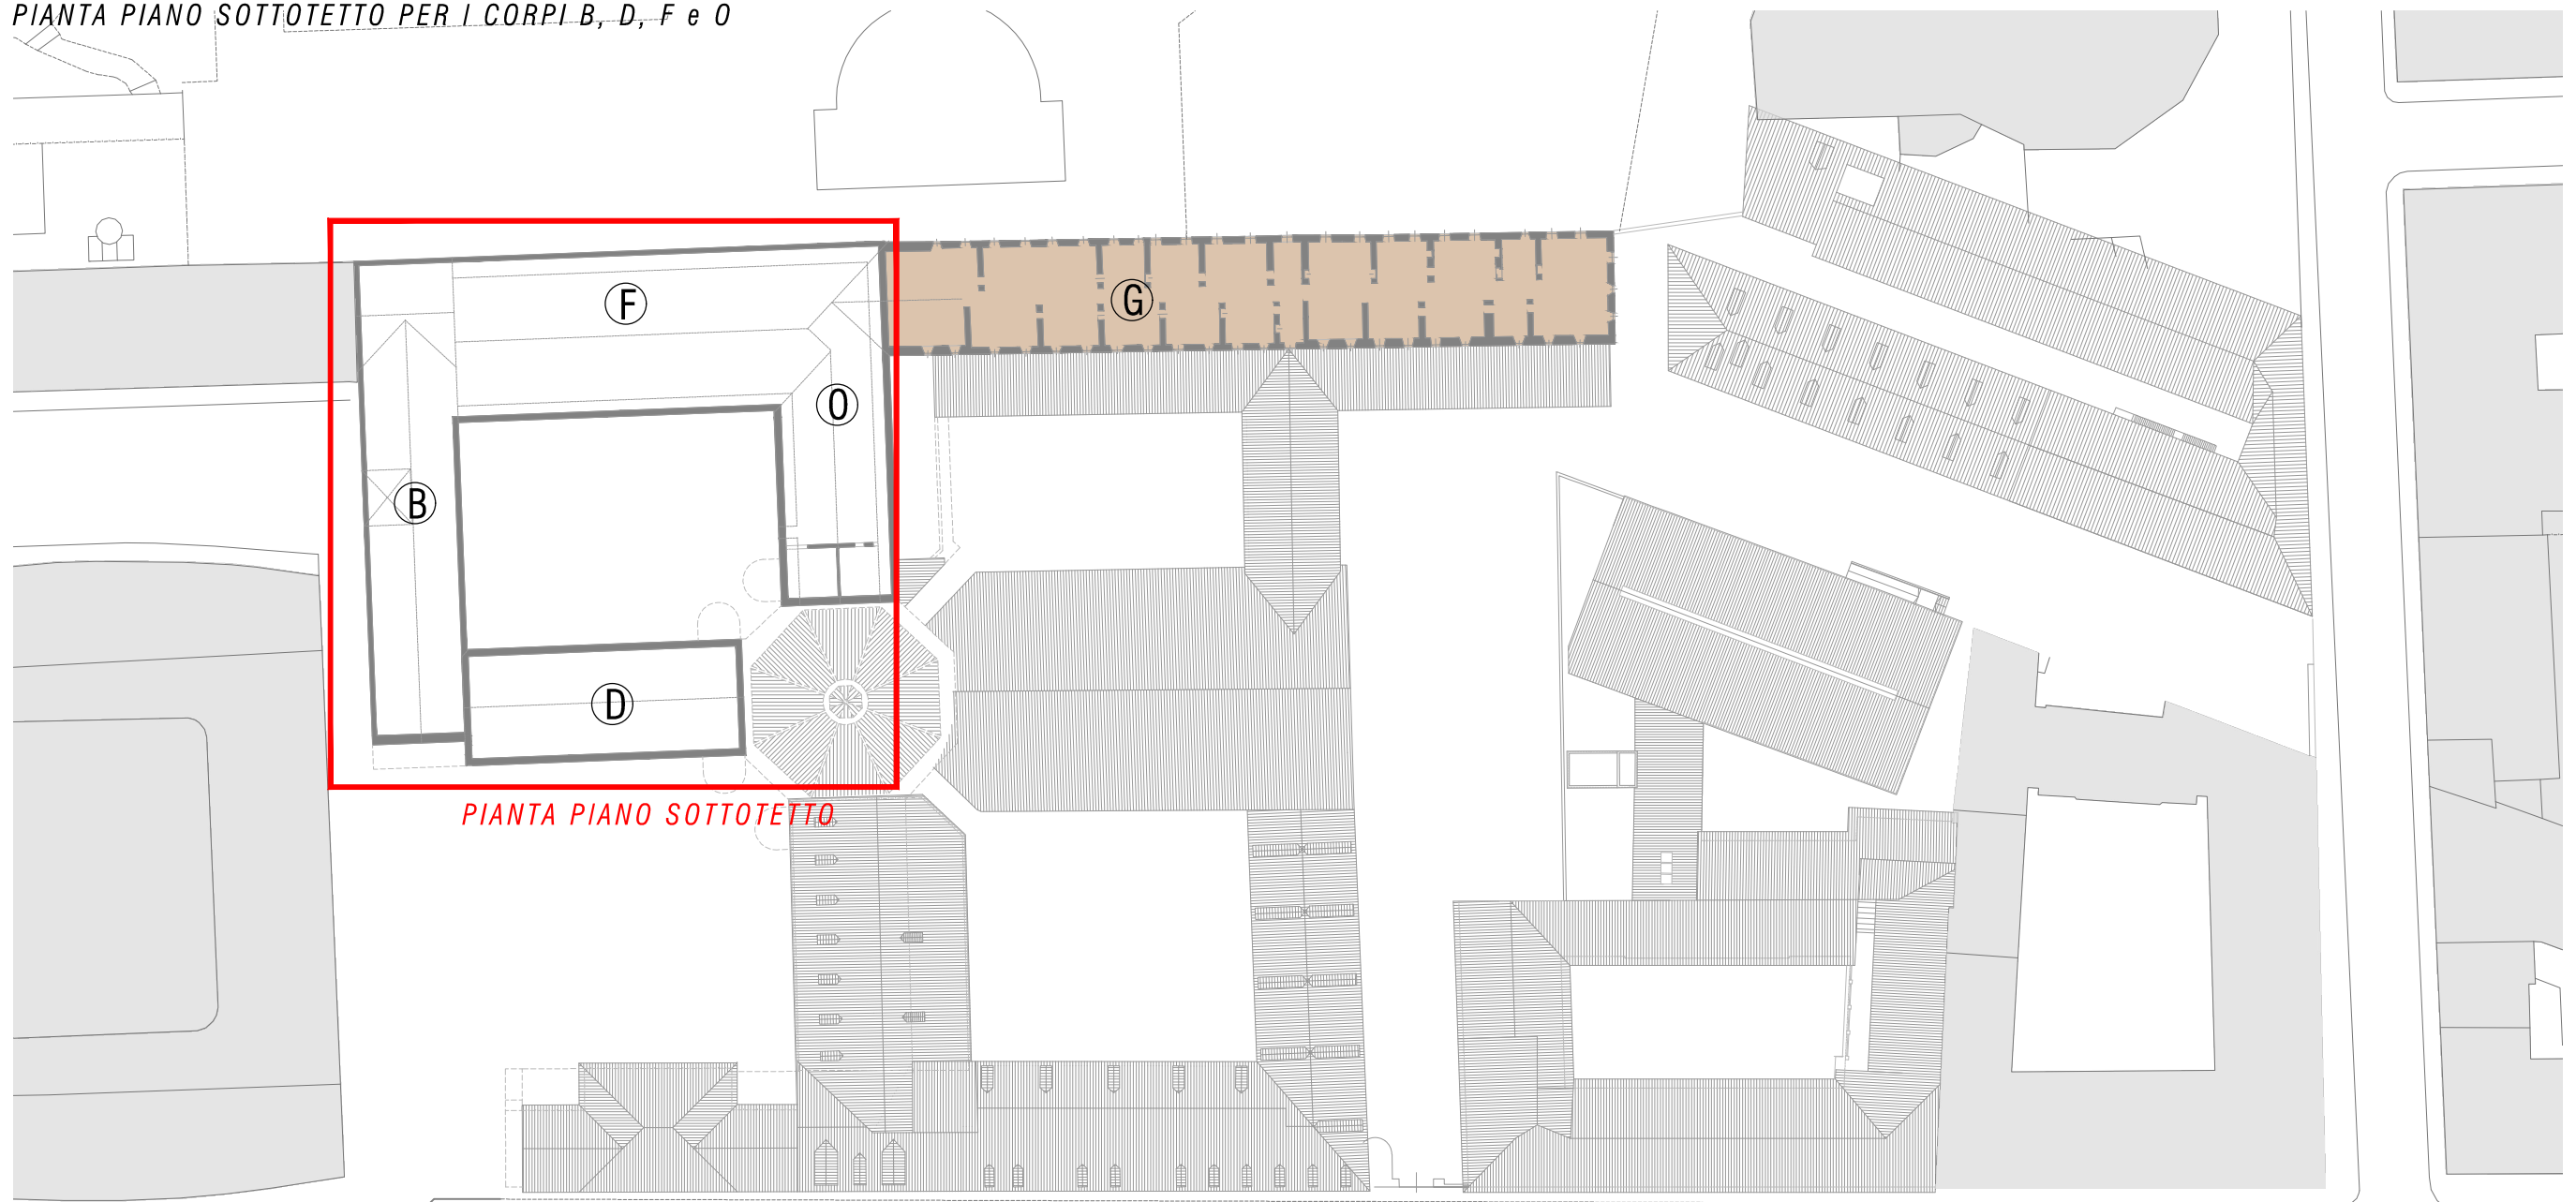 PIANTA PIANO SOTTOTETTO PER I CORPI B, D, F e O
F
G
O
B
D
PIANTA PIANO SOTTOTETTO